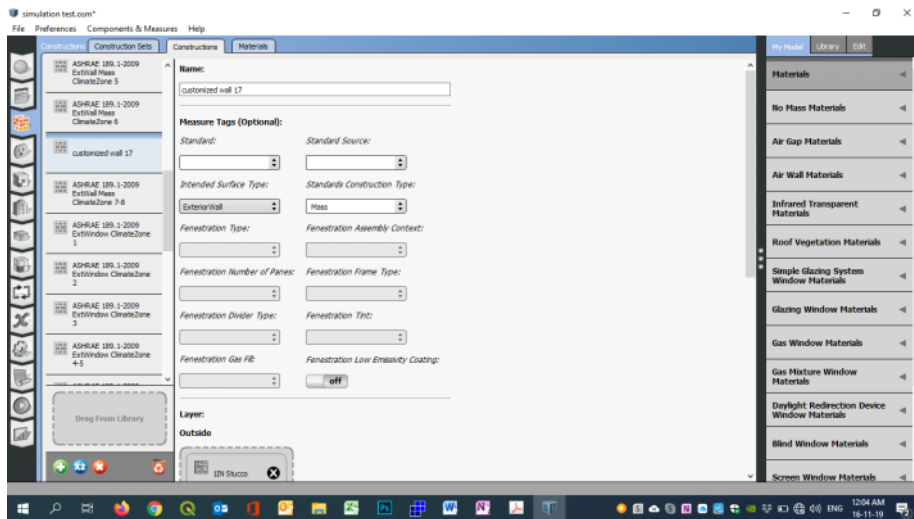 simulation test.osm*
File Preferences Components & Measures Help
Constructions Construction Sets Constructions Materials
My Model Library Edit
ASHRAE 189.1-2009
ExtWall Mass
ClimateZone 5
ASHRAE 189.1-2009
ExtWall Mass
ClimateZone 6
customized wall 17
ASHRAE 189.1-2009
ExtWall Mass
ClimateZone 7-8
ASHRAE 189.1-2009
ExtWindow ClimateZone
1
ASHRAE 189.1-2009
ExtWindow ClimateZone
2
ASHRAE 189.1-2009
ExtWindow ClimateZone
3
ASHRAE 189.1-2009
ExtWindow ClimateZone
4-5
Drag From Library
x2
Name:
customized wall 17
Measure Tags (Optional):
Standard: Standard Source:
Intended Surface Type: Standards Construction Type:
ExteriorWall Mass
Fenestration Type: Fenestration Assembly Context:
Fenestration Number of Panes: Fenestration Frame Type:
Fenestration Divider Type: Fenestration Tint:
Fenestration Gas Fill: Fenestration Low Emissivity Coating:
off
Layer:
Outside
1IN Stucco
Materials
No Mass Materials
Air Gap Materials
Air Wall Materials
Infrared Transparent
Materials
Roof Vegetation Materials
Simple Glazing System
Window Materials
Glazing Window Materials
Gas Window Materials
Gas Mixture Window
Materials
Daylight Redirection Device
Window Materials
Blind Window Materials
Screen Window Materials
ENG
12:04 AM
16-11-19